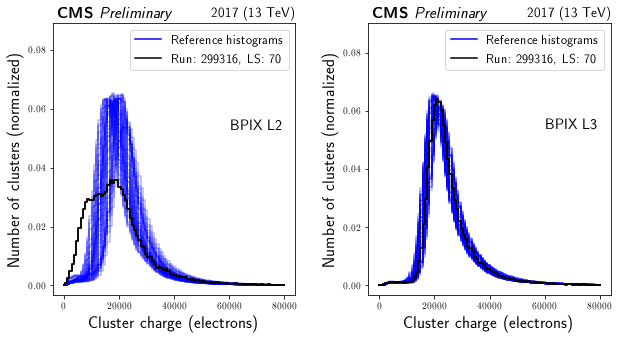 CMS Preliminary 2017 (13 TeV)
Reference histograms
Run: 299316, LS: 70
BPIX L2
Number of clusters (normalized)
0.08
0.06
0.04
0.02
0.00
0 20000 40000 60000 80000
Cluster charge (electrons)
CMS Preliminary 2017 (13 TeV)
Reference histograms
Run: 299316, LS: 70
BPIX L3
Number of clusters (normalized)
0.08
0.06
0.04
0.02
0.00
0 20000 40000 60000 80000
Cluster charge (electrons)